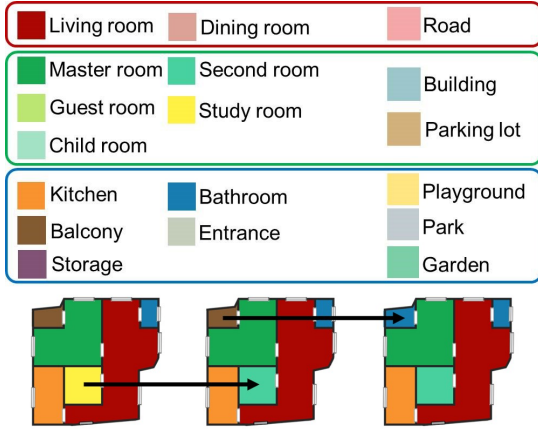 Living room Dining room Road
Master room Second room Building
Guest room Study room Parking lot
Child room
Kitchen Bathroom Playground
Balcony Entrance Park
Storage Garden